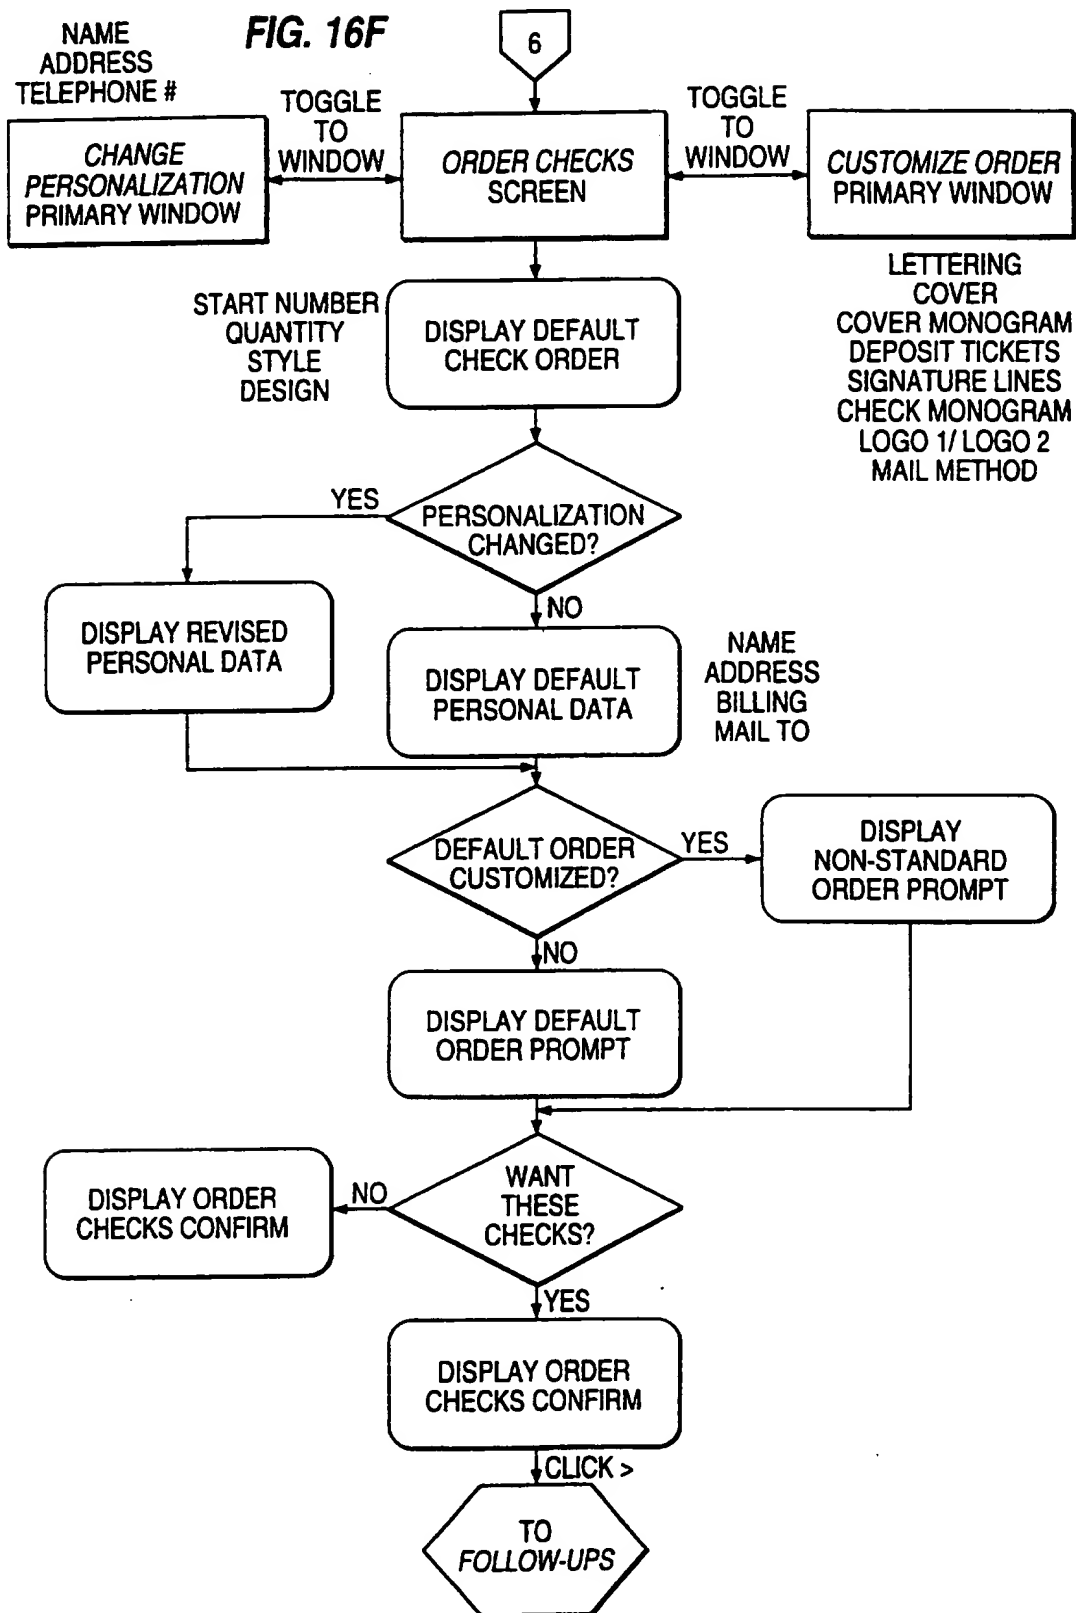 FIG. 16F
6
NAME
ADDRESS
TELEPHONE #
CHANGE
PERSONALIZATION
PRIMARY WINDOW
TOGGLE
TO
WINDOW
ORDER CHECKS
SCREEN
TOGGLE
TO
WINDOW
CUSTOMIZE ORDER
PRIMARY WINDOW
LETTERING
COVER
COVER MONOGRAM
DEPOSIT TICKETS
SIGNATURE LINES
CHECK MONOGRAM
LOGO 1/ LOGO 2
MAIL METHOD
START NUMBER
QUANTITY
STYLE
DESIGN
DISPLAY DEFAULT
CHECK ORDER
PERSONALIZATION
CHANGED?
YES
NO
DISPLAY REVISED
PERSONAL DATA
DISPLAY DEFAULT
PERSONAL DATA
NAME
ADDRESS
BILLING
MAIL TO
DEFAULT ORDER
CUSTOMIZED?
YES
DISPLAY
NON-STANDARD
ORDER PROMPT
NO
DISPLAY DEFAULT
ORDER PROMPT
WANT
THESE
CHECKS?
NO
DISPLAY ORDER
CHECKS CONFIRM
YES
DISPLAY ORDER
CHECKS CONFIRM
CLICK >
TO
FOLLOW-UPS